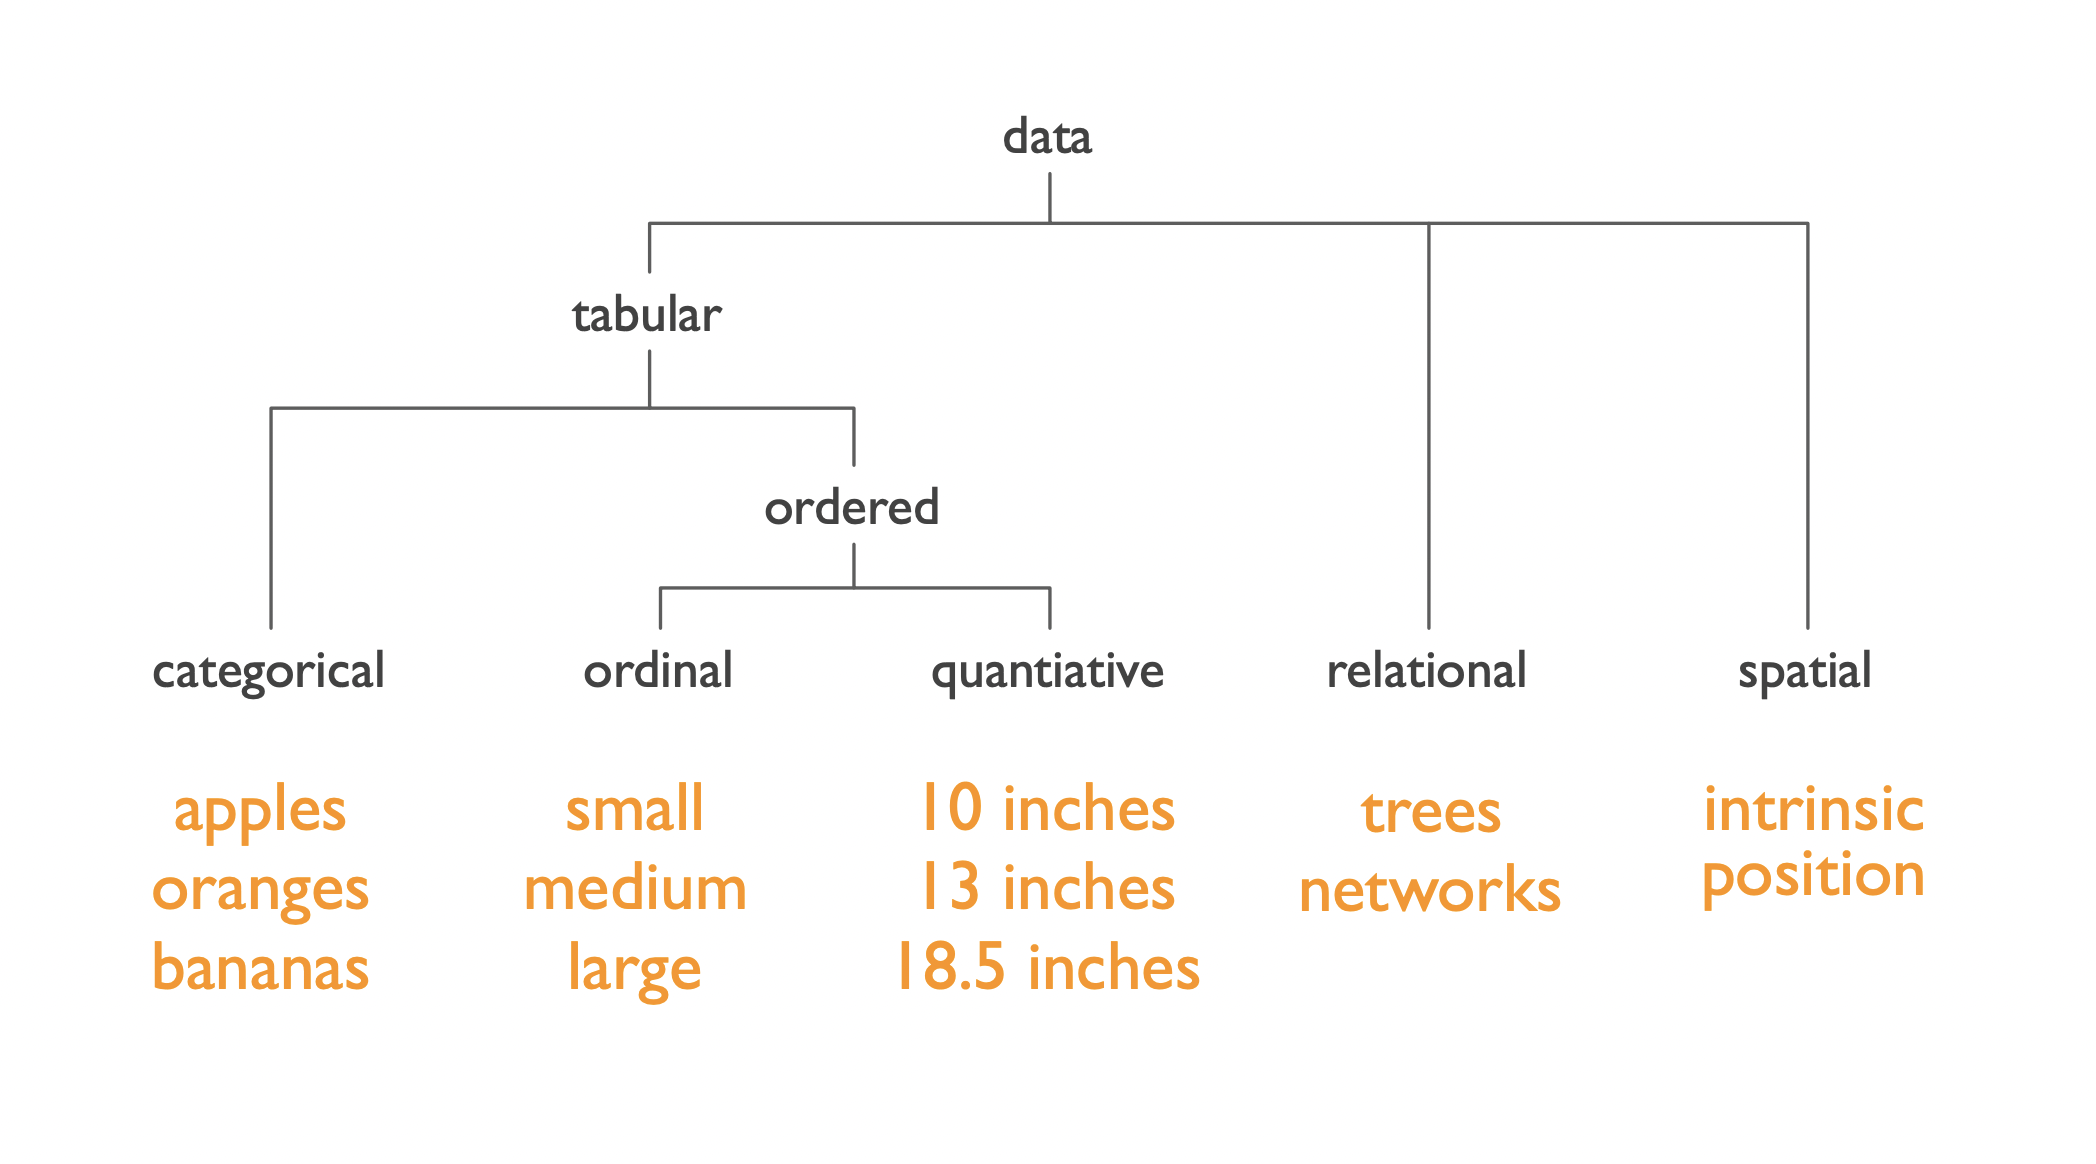 data
tabular
ordered
categorical ordinal quantiative relational spatial
apples small 10 inches trees intrinsic
oranges medium 13 inches networks position
bananas large 18.5 inches